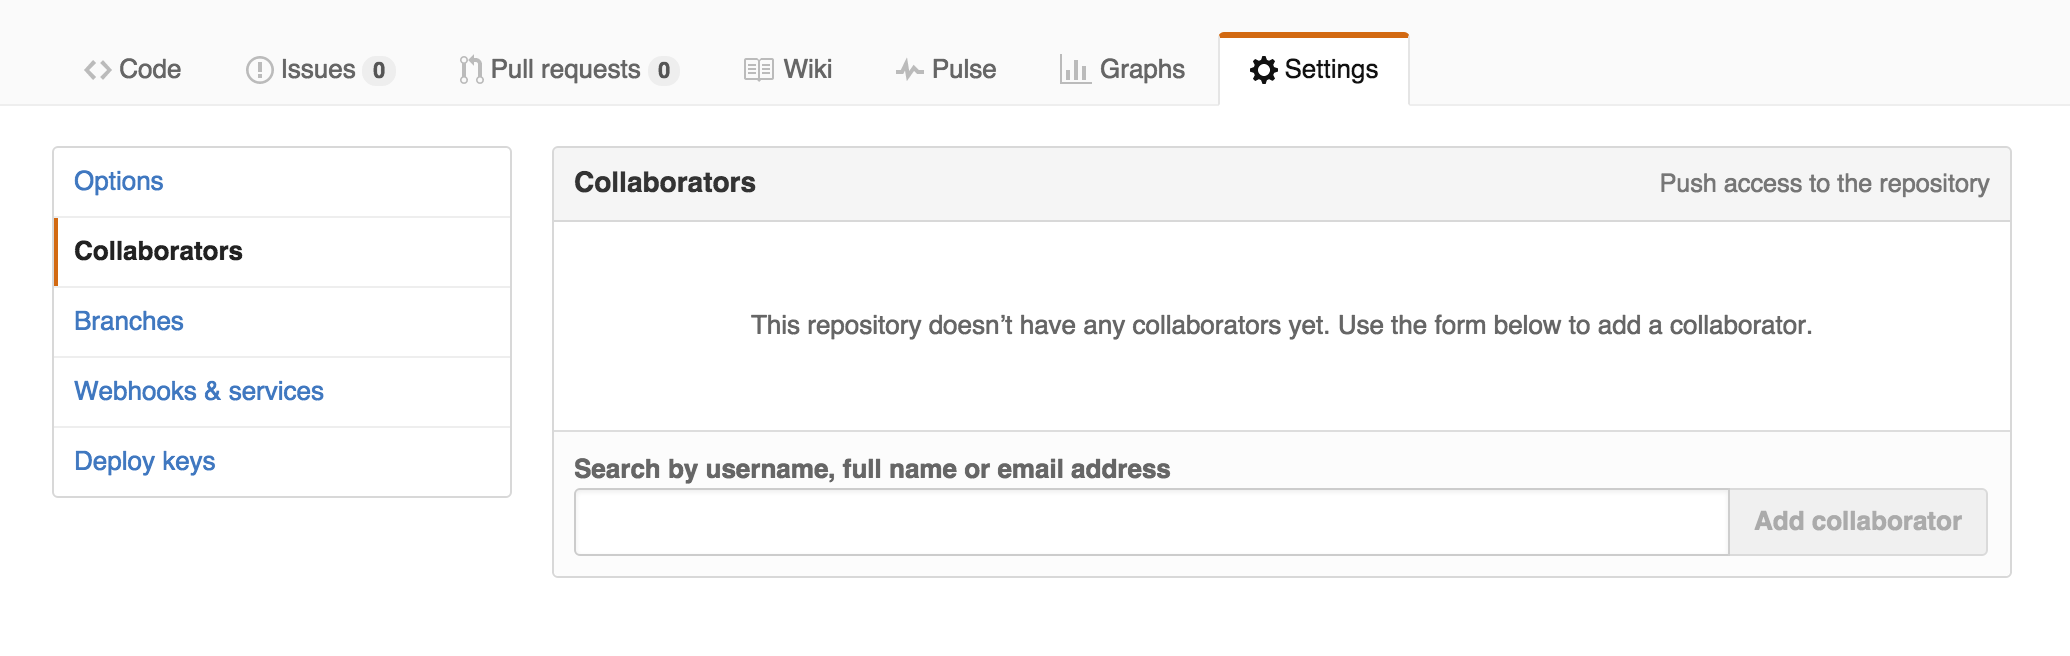 Code Issues 0 Pull requests 0 Wiki Pulse Graphs Settings
Options
Collaborators
Branches
Webhooks & services
Deploy keys
Collaborators Push access to the repository
This repository doesn’t have any collaborators yet. Use the form below to add a collaborator.
Search by username, full name or email address
Add collaborator